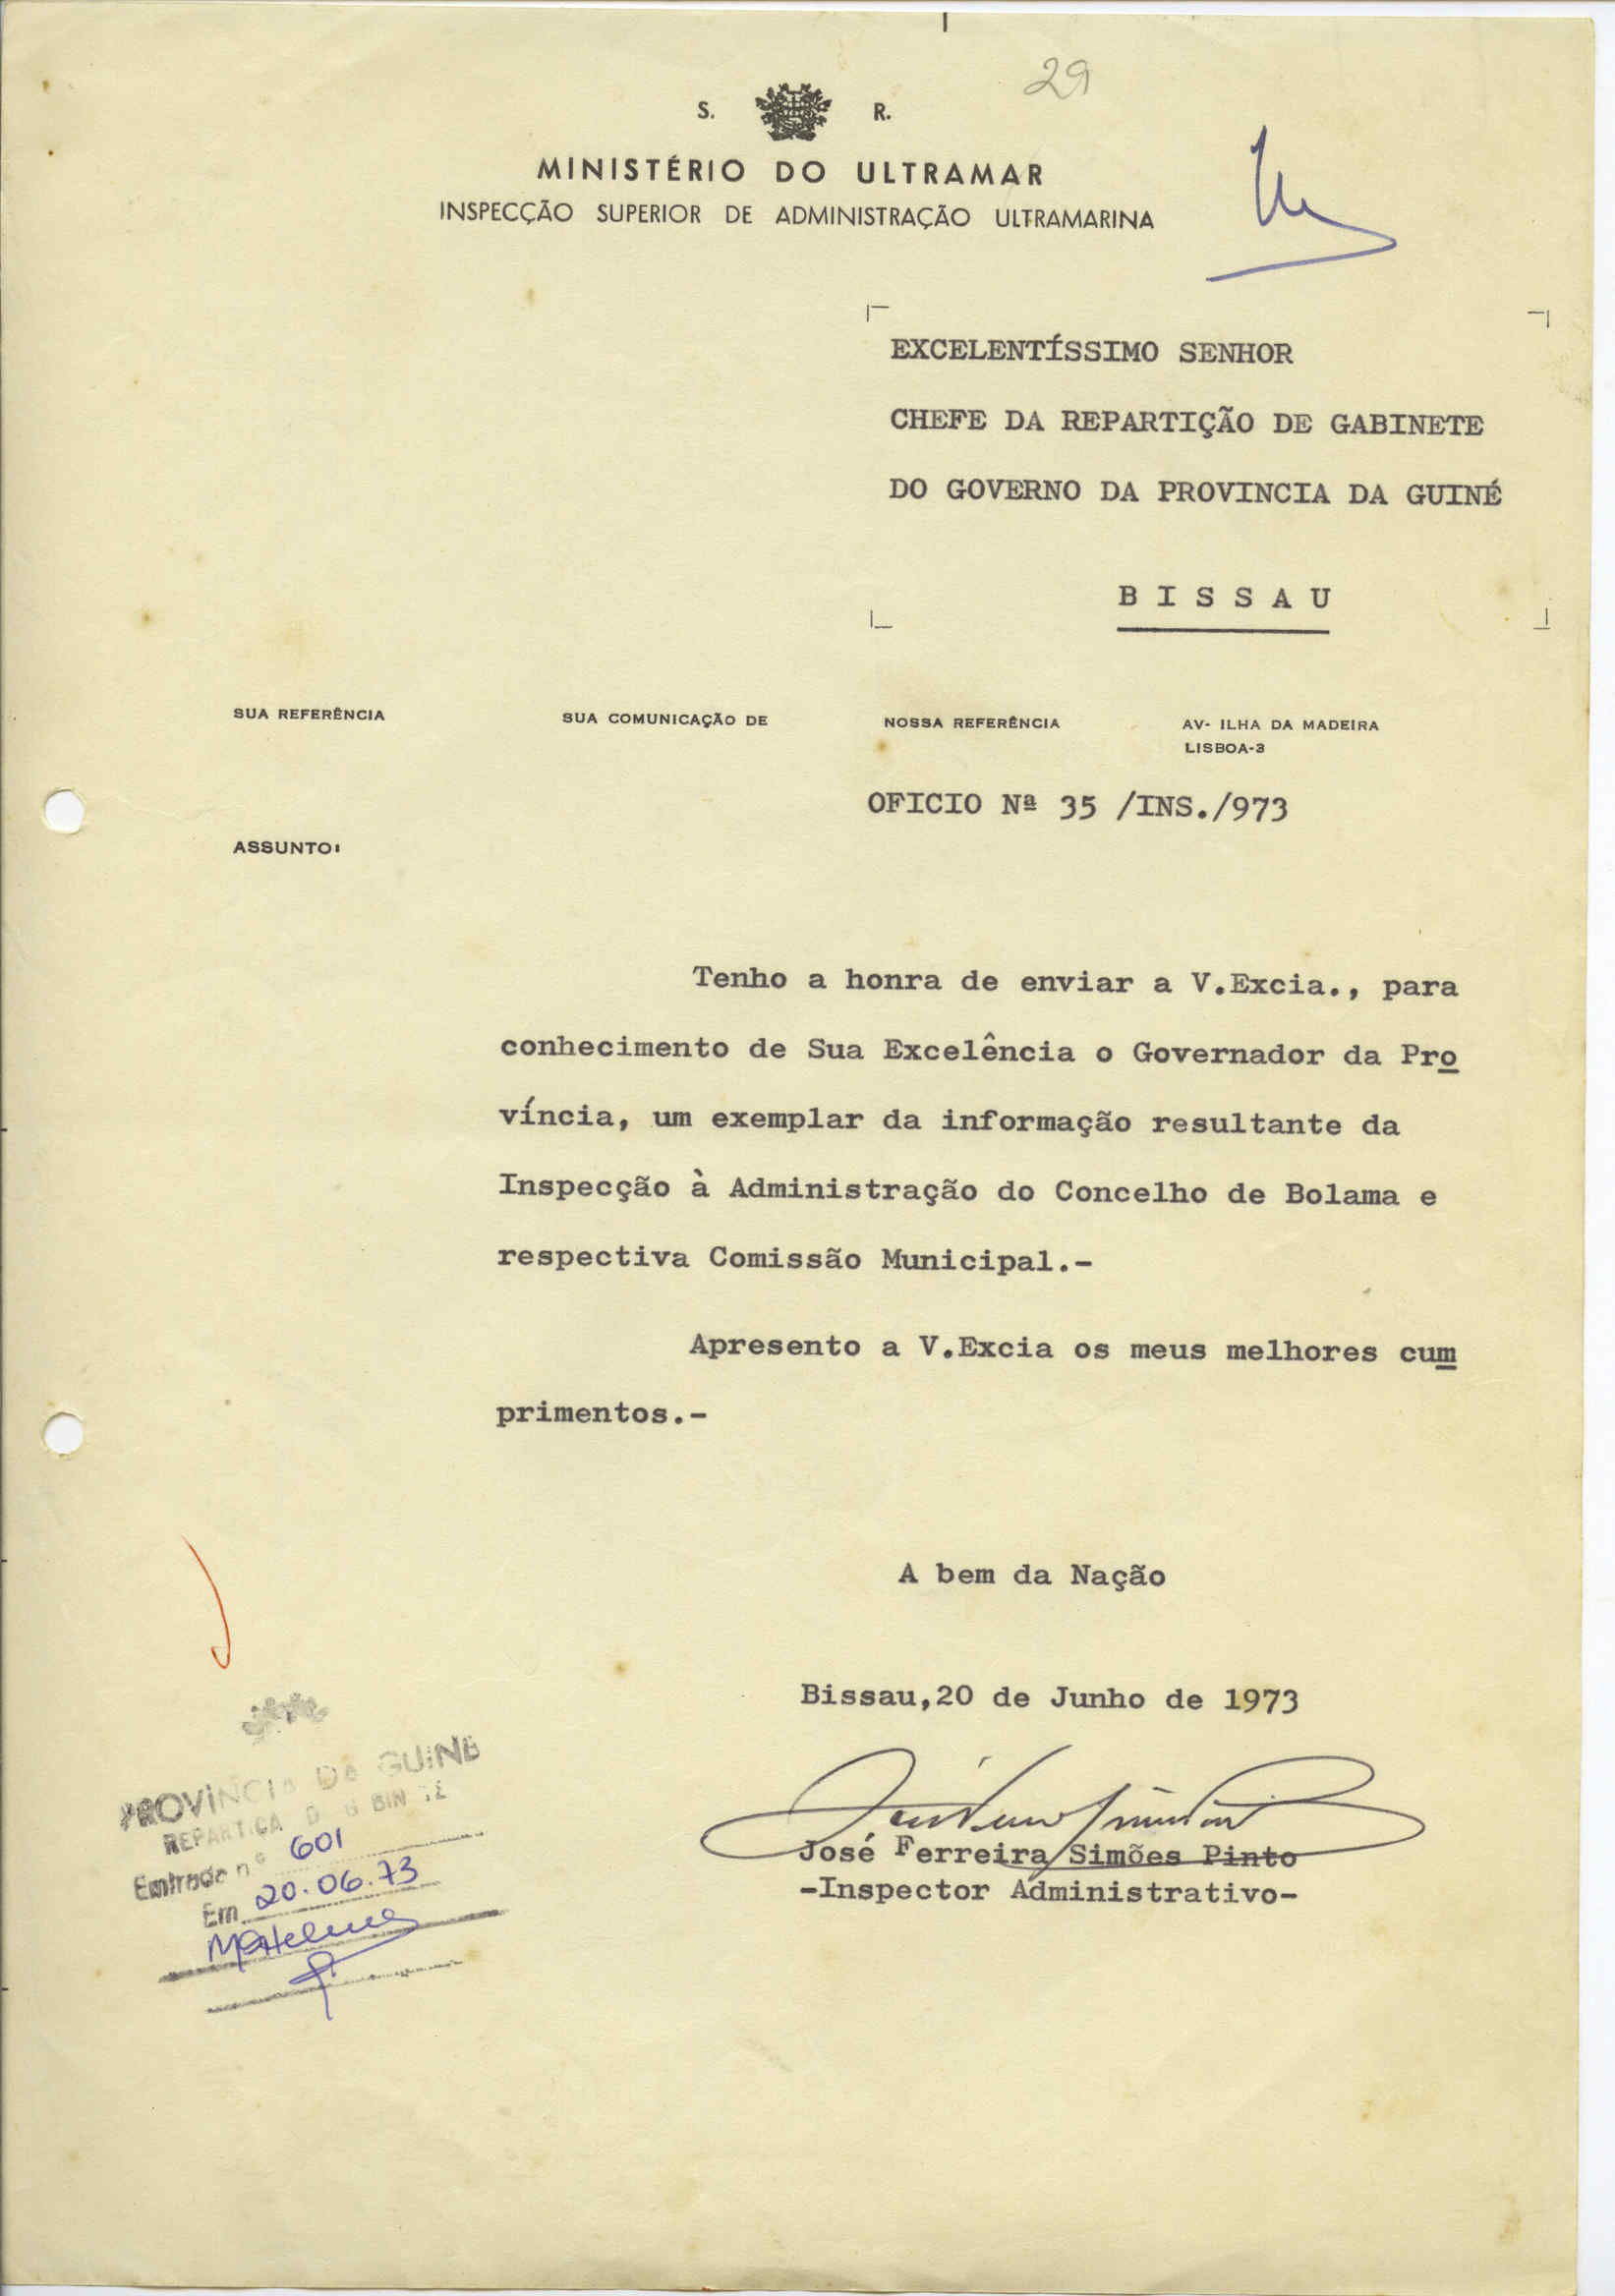 29
S. R.
MINISTÉRIO DO ULTRAMAR
INSPECÇÃO SUPERIOR DE ADMINISTRAÇÃO ULTRAMARINA
EXCELENTÍSSIMO SENHOR
CHEFE DA REPARTIÇÃO DE GABINETE
DO GOVERNO DA PROVINCIA DA GUINÉ
B I S S A U
SUA REFERÊNCIA SUA COMUNICAÇÃO DE NOSSA REFERÊNCIA AV- ILHA DA MADEIRA
LISBOA-3
OFICIO Nª 35 /INS./973
ASSUNTO:
Tenho a honra de enviar a V.Excia., para
conhecimento de Sua Excelência o Governador da Pro
víncia, um exemplar da informação resultante da
Inspecção à Administração do Concelho de Bolama e
respectiva Comissão Municipal.-
Apresento a V.Excia os meus melhores cum
primentos.-
A bem da Nação
Bissau,20 de Junho de 1973
José Ferreira Simões Pinto
-Inspector Administrativo-
PROVÍNCIA DA GUINÉ
REPARTIÇÃO DE GABINETE
Entrada nº 601
Em 20.06.73